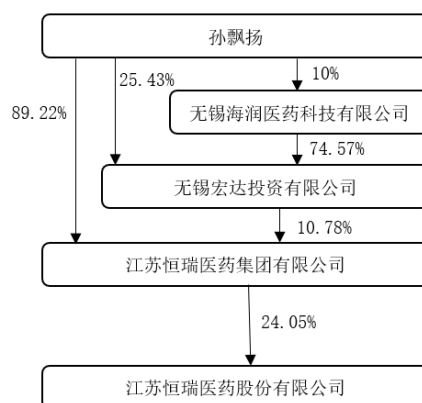 孙飘扬
25.43%
10%
89.22%
无锡海润医药科技有限公司
74.57%
无锡宏达投资有限公司
10.78%
江苏恒瑞医药集团有限公司
24.05%
江苏恒瑞医药股份有限公司